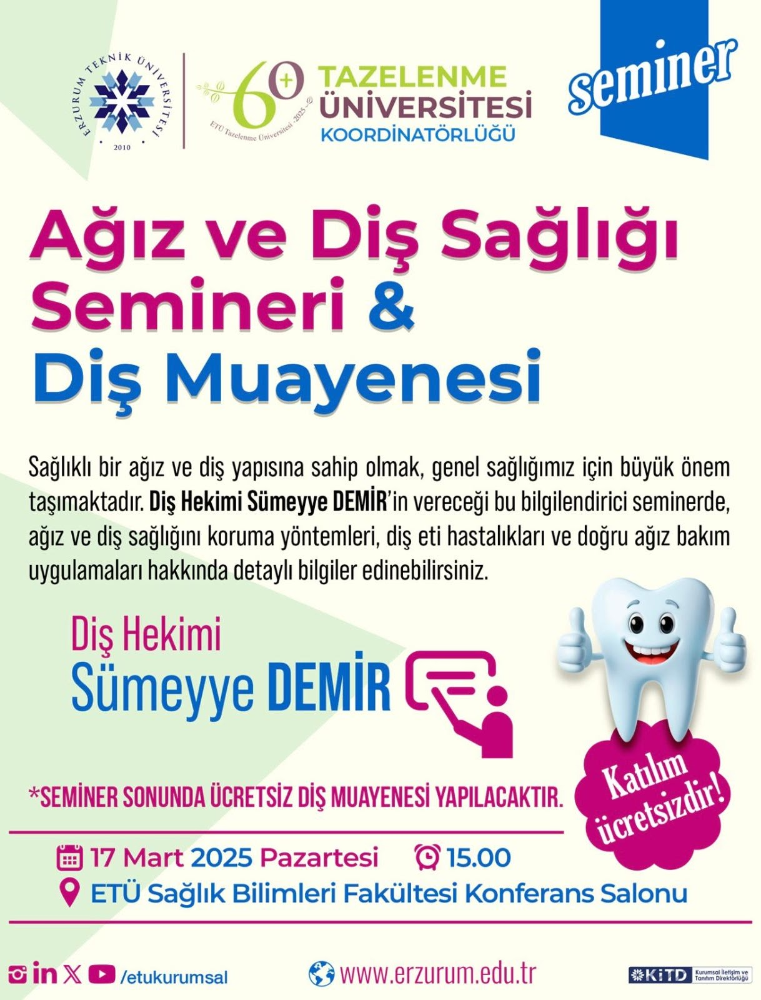 ERZURUM TEKNİK ÜNİVERSİTESİ
2010
60+
ETÜ Tazelenme Üniversitesi -2025-
TAZELENME
ÜNİVERSİTESİ
KOORDİNATÖRLÜĞÜ
seminer
Ağız ve Diş Sağlığı
Semineri &
Diş Muayenesi
Sağlıklı bir ağız ve diş yapısına sahip olmak, genel sağlığımız için büyük önem
taşımaktadır. Diş Hekimi Sümeyye DEMİR'in vereceği bu bilgilendirici seminerde,
ağız ve diş sağlığını koruma yöntemleri, diş eti hastalıkları ve doğru ağız bakım
uygulamaları hakkında detaylı bilgiler edinebilirsiniz.
Diş Hekimi
Sümeyye DEMİR
Katılım
ücretsizdir!
*SEMİNER SONUNDA ÜCRETSİZ DİŞ MUAYENESİ YAPILACAKTIR.
17 Mart 2025 Pazartesi 15.00
ETÜ Sağlık Bilimleri Fakültesi Konferans Salonu
in X /etukurumsal
www.erzurum.edu.tr
KİTD Kurumsal İletişim ve
Tanıtım Direktörlüğü